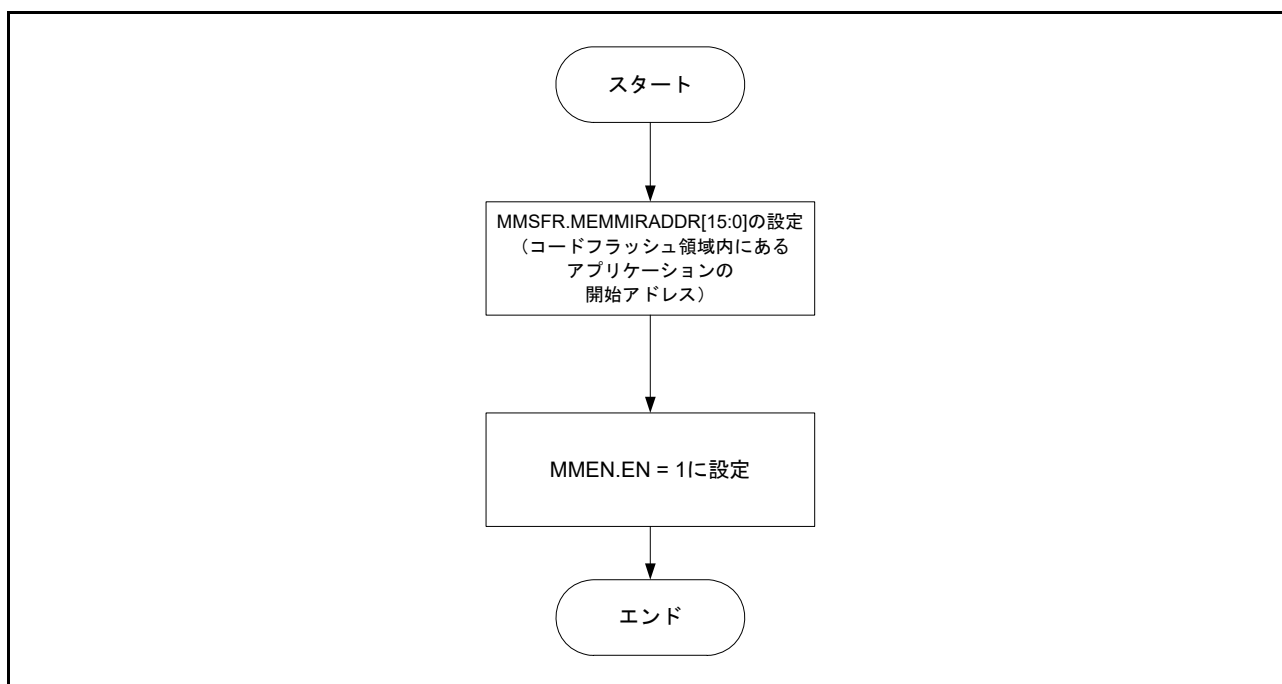 スタート
MMSFR.MEMMIRADDR[15:0]の設定
（コードフラッシュ領域内にある
アプリケーションの
開始アドレス）
MMEN.EN = 1に設定
エンド